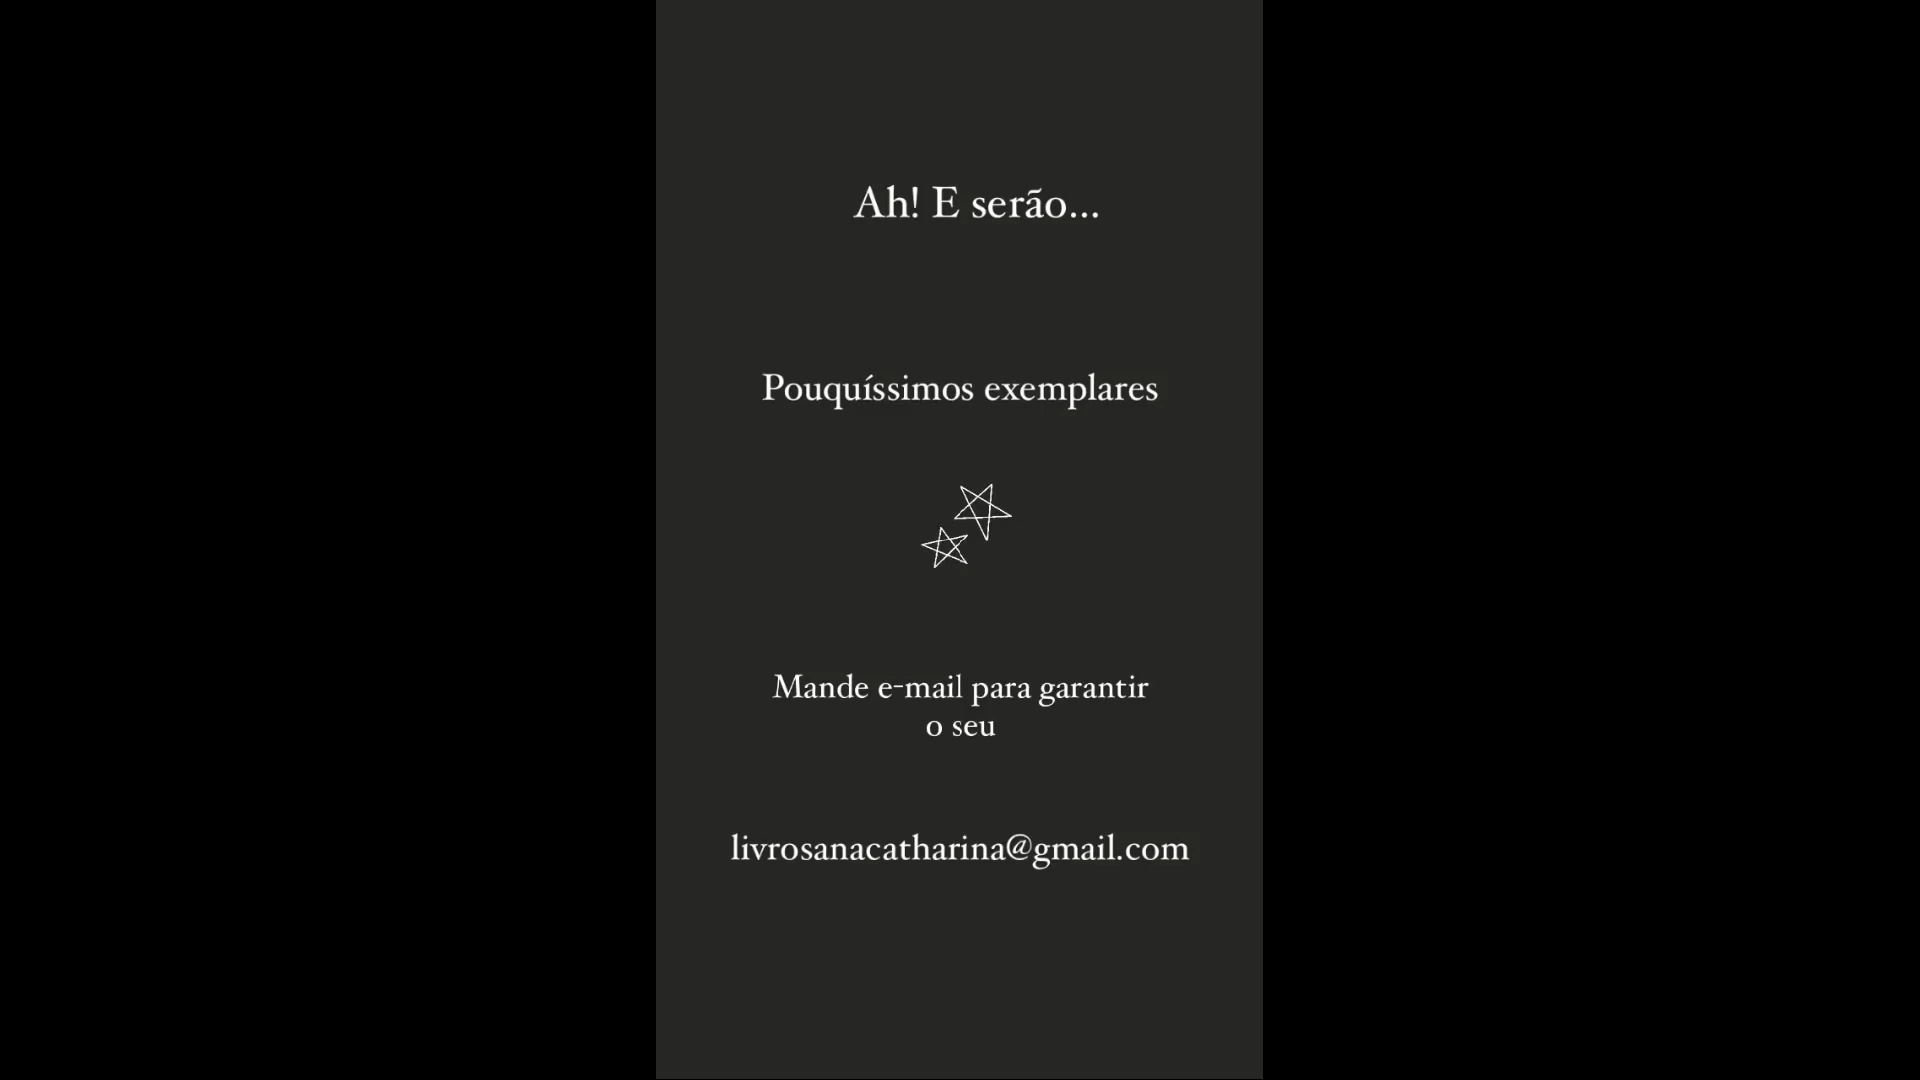 Ah! E serão...
Pouquíssimos exemplares
Mande e-mail para garantir
o seu
livrosanacatharina@gmail.com